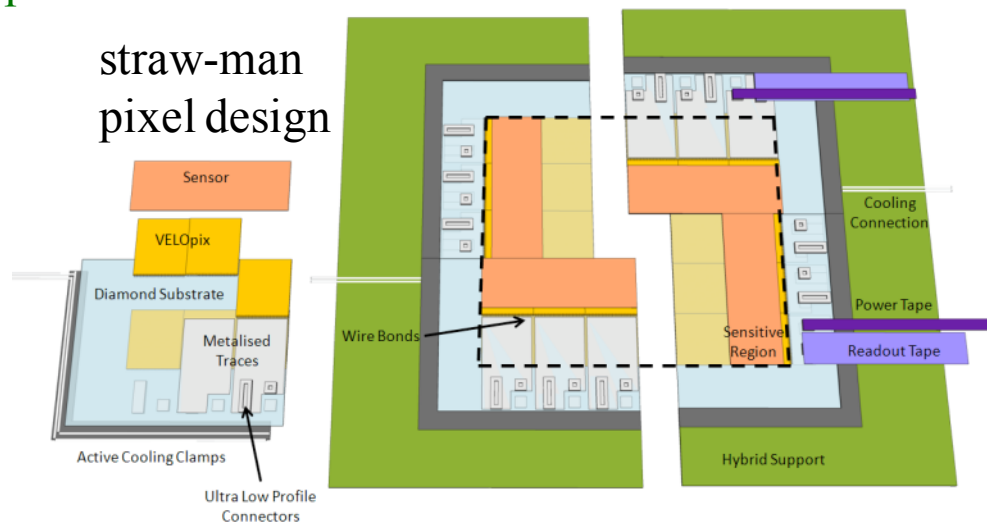 straw-man
pixel design
Sensor
VELOpix
Diamond Substrate
Metalised
Traces
Active Cooling Clamps
Ultra Low Profile
Connectors
Wire Bonds
Sensitive
Region
Cooling
Connection
Power Tape
Readout Tape
Hybrid Support